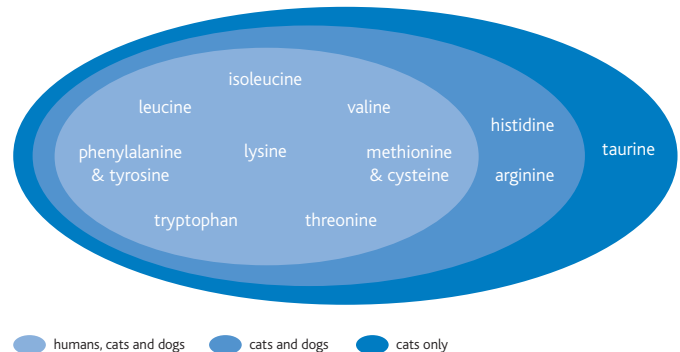 isoleucine
leucine
valine
histidine
phenylalanine
& tyrosine
lysine
methionine
& cysteine
taurine
arginine
tryptophan
threonine
humans, cats and dogs
cats and dogs
cats only